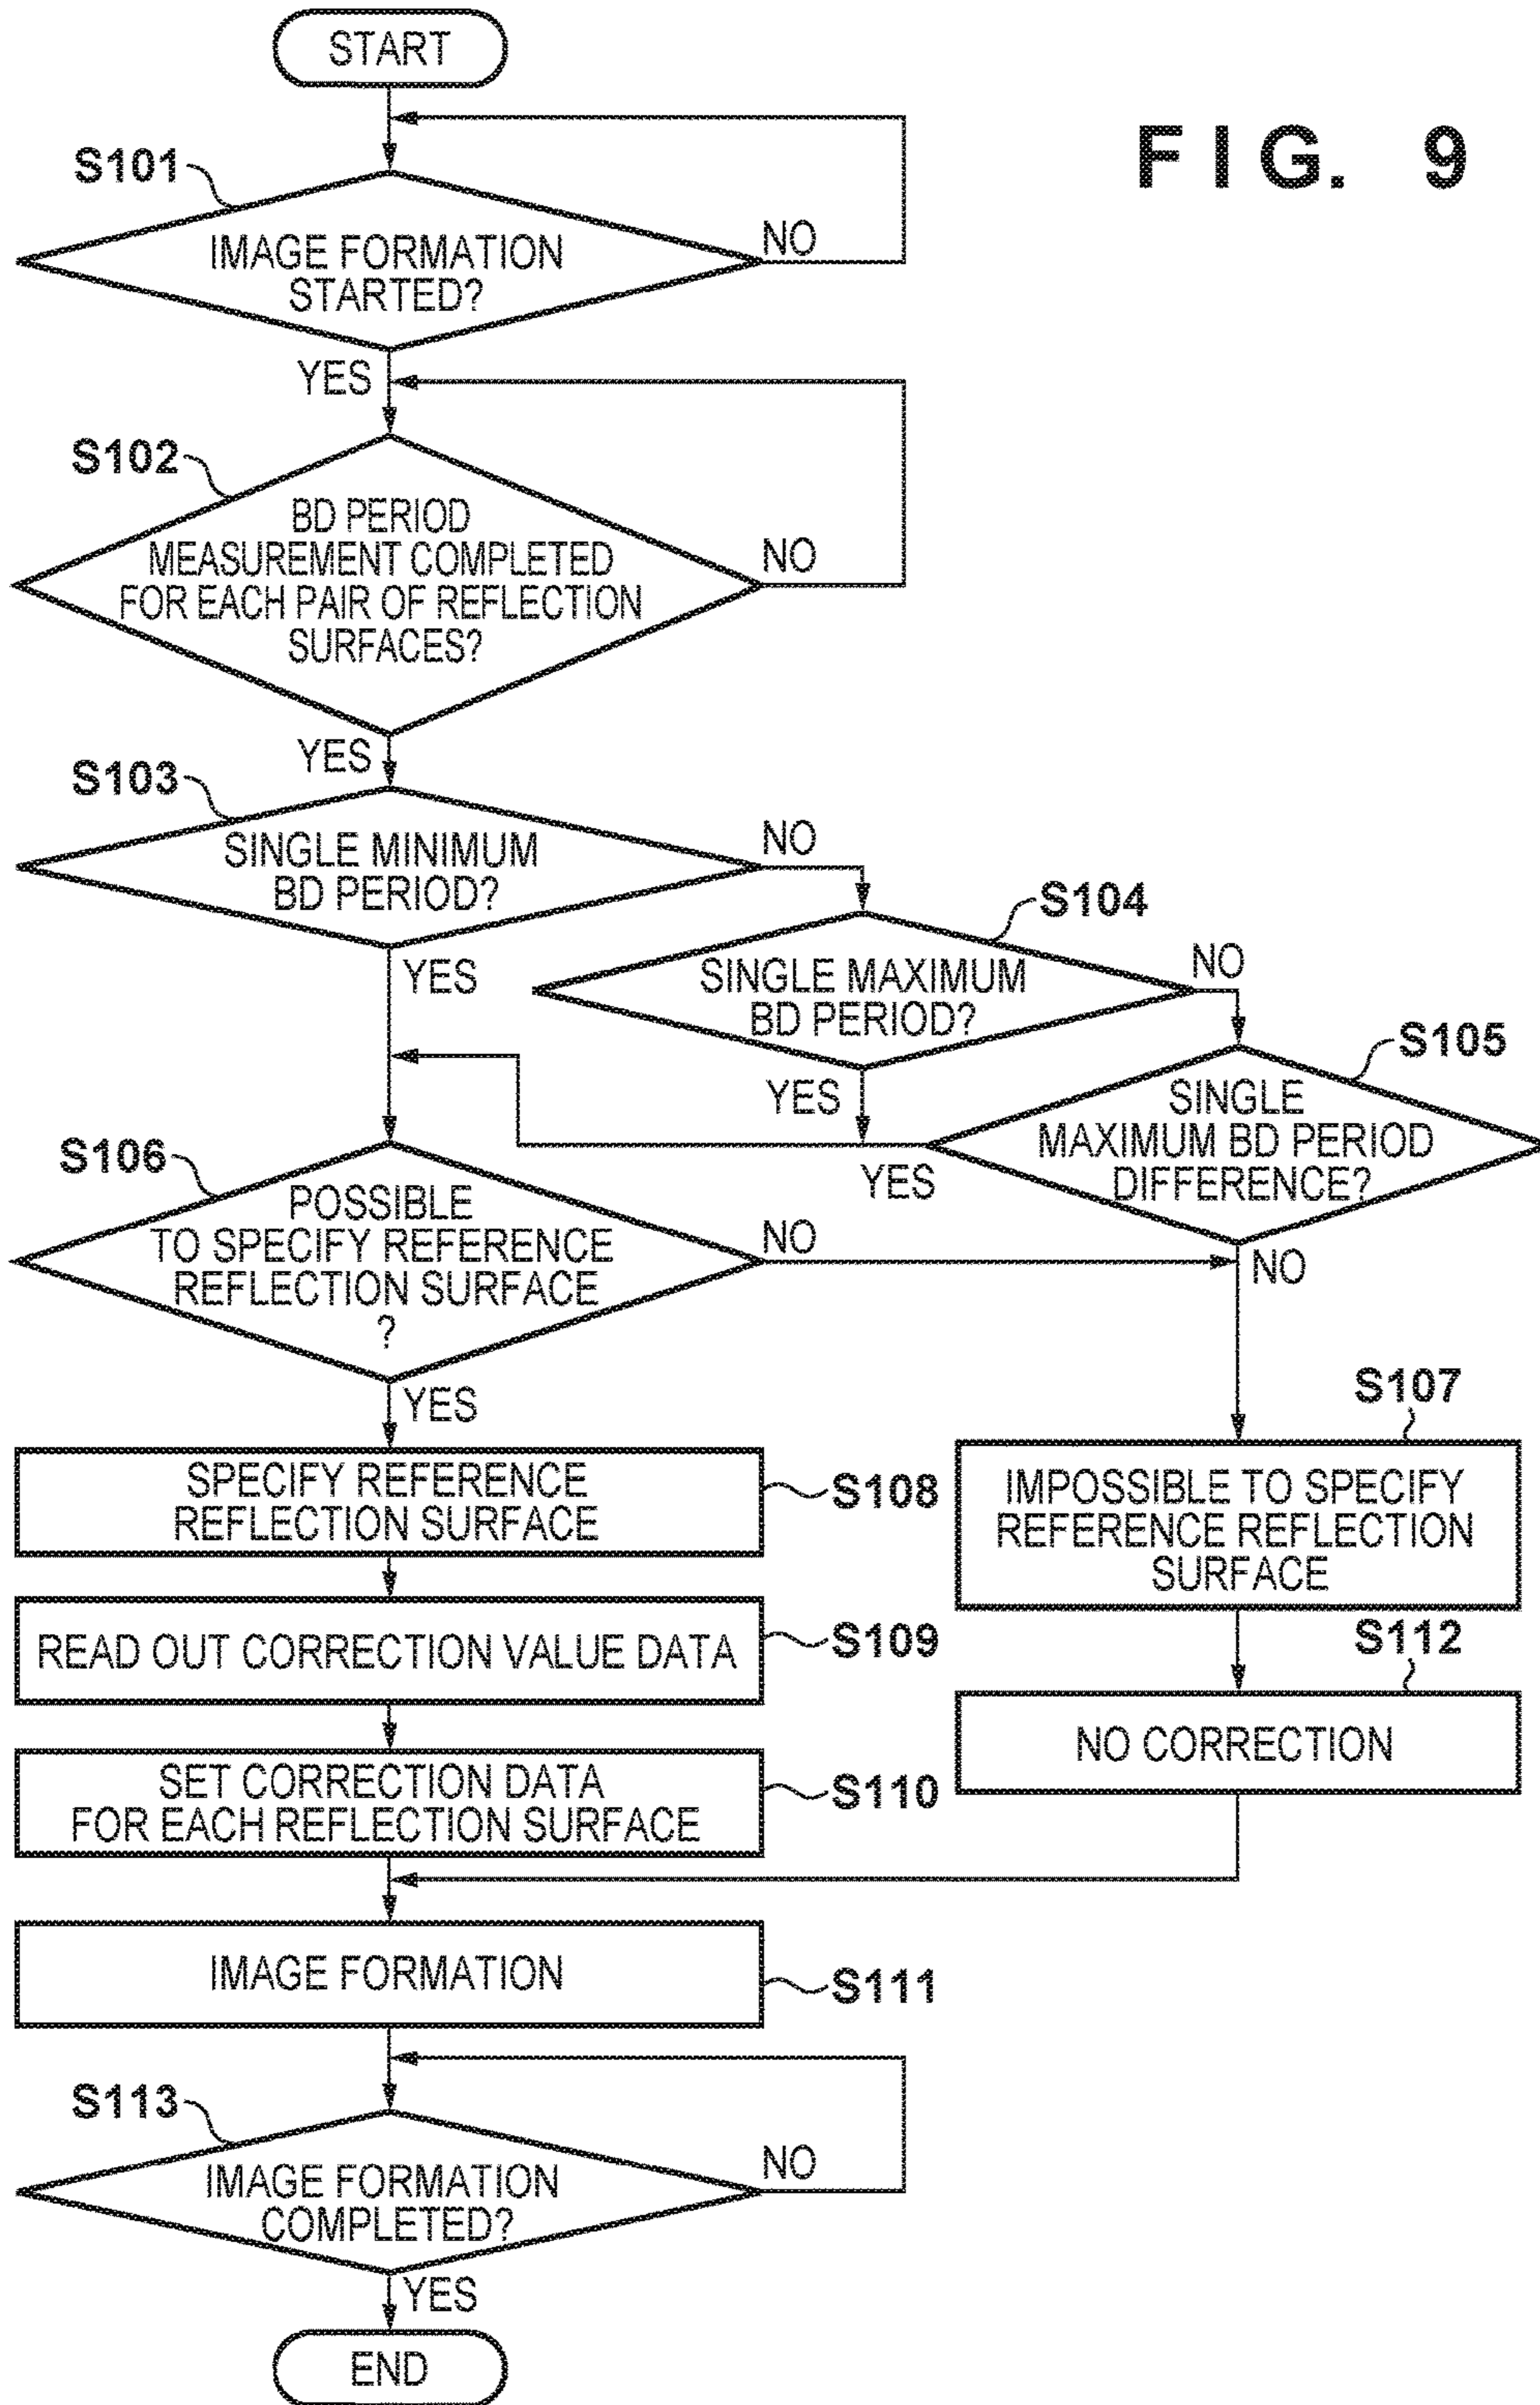 START
FIG. 9
S101
IMAGE FORMATION
STARTED?
NO
YES
S102
BD PERIOD
MEASUREMENT COMPLETED
FOR EACH PAIR OF REFLECTION
SURFACES?
NO
YES
S103
SINGLE MINIMUM
BD PERIOD?
NO
YES
S104
SINGLE MAXIMUM
BD PERIOD?
NO
YES
S105
SINGLE
MAXIMUM BD PERIOD
DIFFERENCE?
YES
NO
S106
POSSIBLE
TO SPECIFY REFERENCE
REFLECTION SURFACE
?
NO
YES
S107
IMPOSSIBLE TO SPECIFY
REFERENCE REFLECTION
SURFACE
SPECIFY REFERENCE
REFLECTION SURFACE
S108
READ OUT CORRECTION VALUE DATA
S109
S112
NO CORRECTION
SET CORRECTION DATA
FOR EACH REFLECTION SURFACE
S110
IMAGE FORMATION
S111
S113
IMAGE FORMATION
COMPLETED?
NO
YES
END